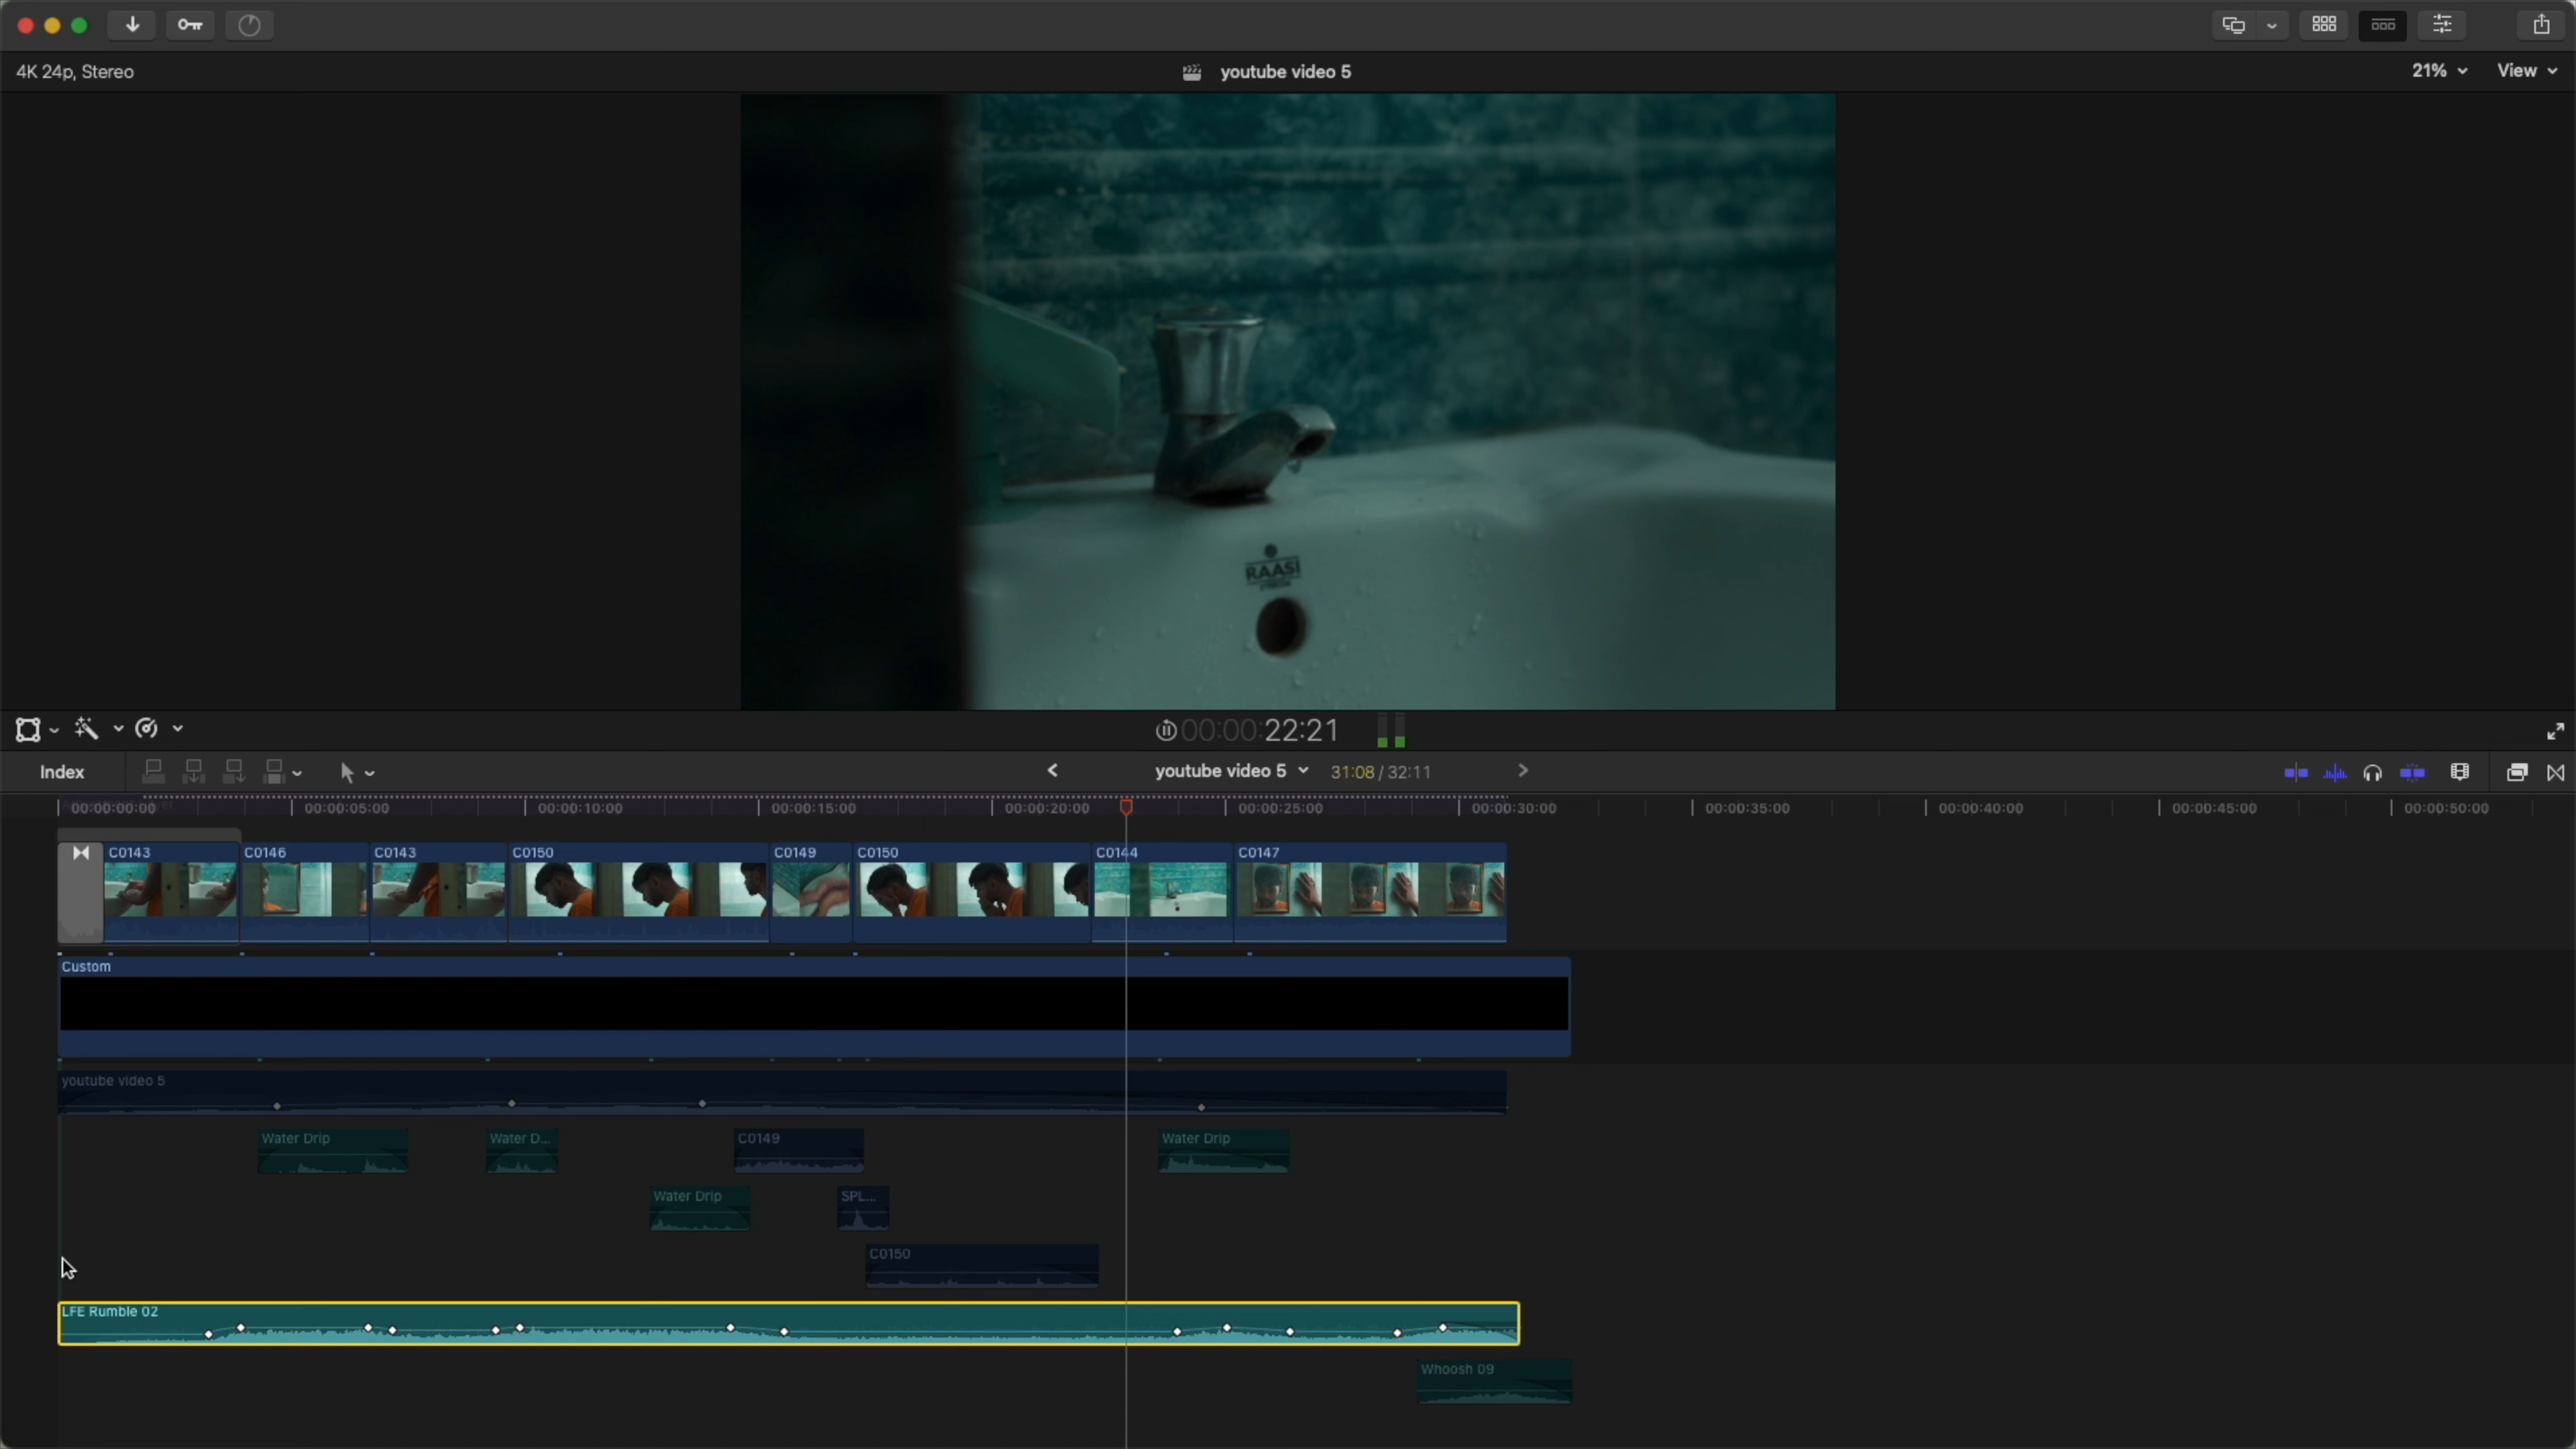 4K 24p, Stereo
youtube video 5
21%
View
RAASI
00:00:22:21
Index
youtube video 5
31:08 / 32:11
00:00:00:00
00:00:05:00
00:00:10:00
00:00:15:00
00:00:20:00
00:00:25:00
00:00:30:00
00:00:35:00
00:00:40:00
00:00:45:00
00:00:50:00
C0143
C0146
C0143
C0150
C0149
C0150
C0144
C0147
Custom
youtube video 5
Water Drip
Water D...
C0149
Water Drip
Water Drip
SPL...
C0150
LFE Rumble 02
Whoosh 09